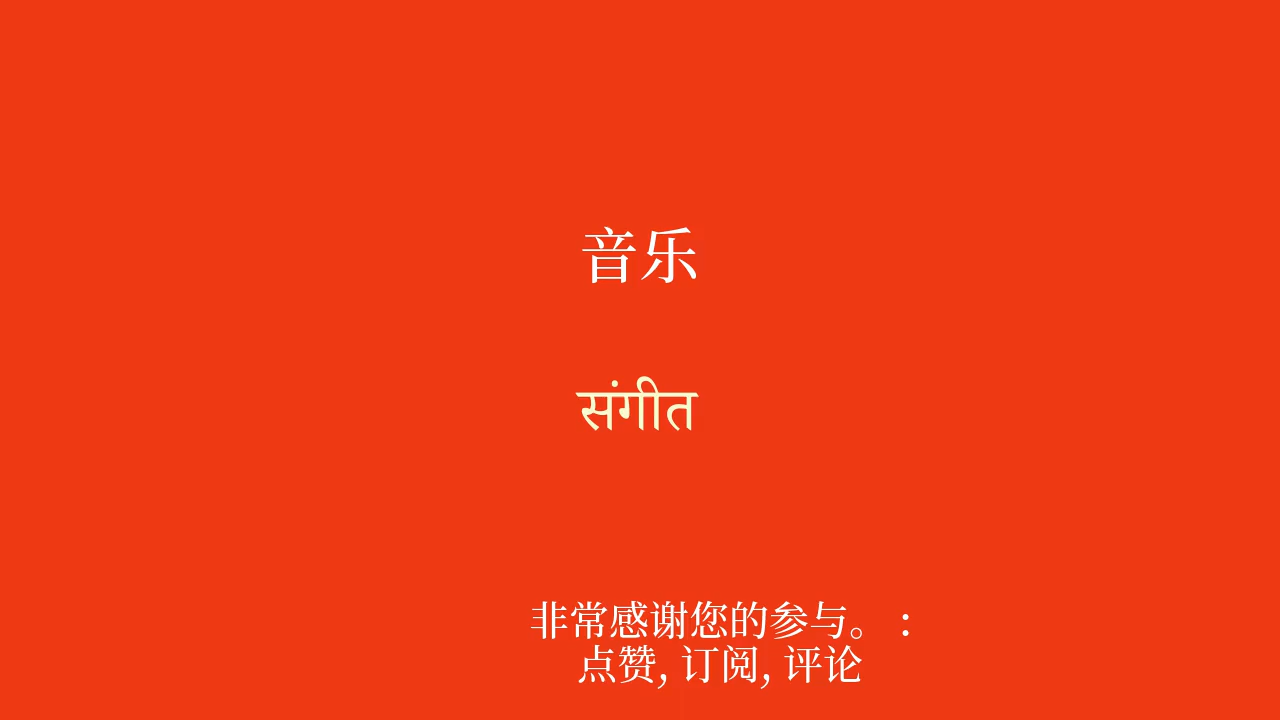 音乐
संगीत
非常感谢您的参与。 :
点赞, 订阅, 评论